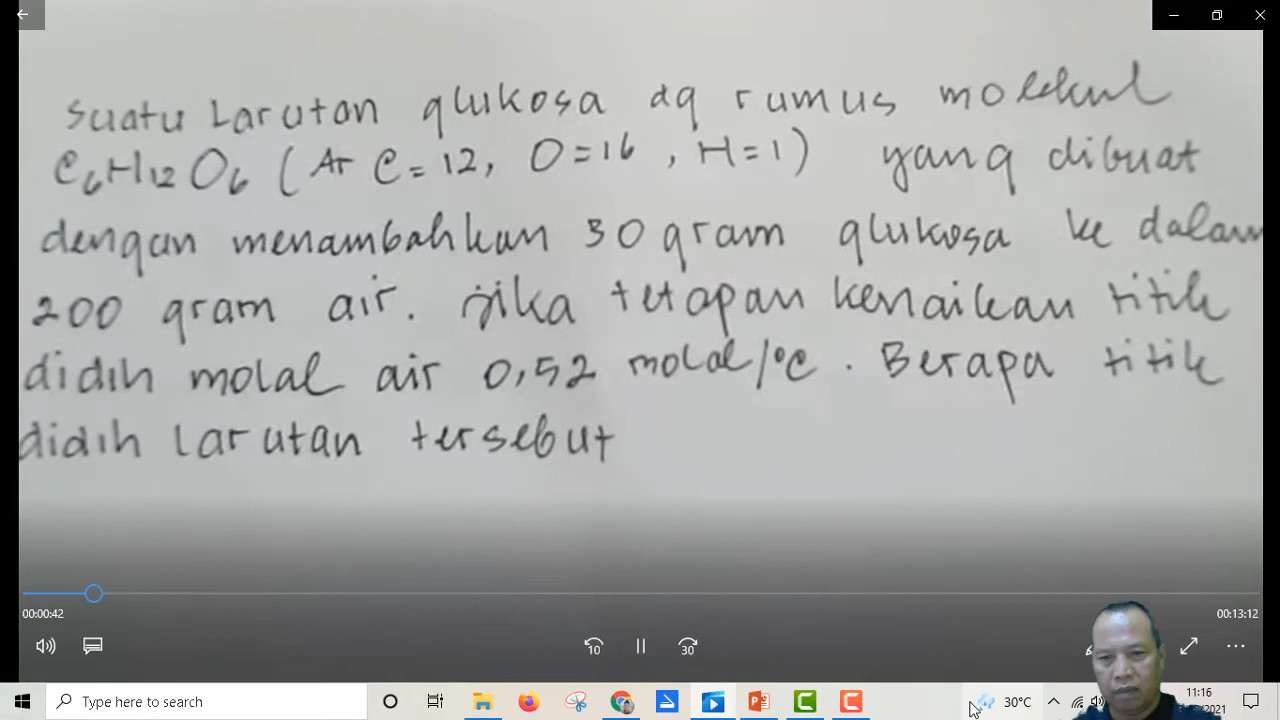 suatu Larutan glukosa dg rumus molekul
C6H12O6 (Ar C = 12, O = 16 , H = 1) yang dibuat
dengan menambahkan 30 gram glukosa ke dalam
200 gram air. jika tetapan kenaikan titik
didih molal air 0,52 molal/°C . Berapa titik
didih larutan tersebut
00:00:42
00:13:12
10
30
Type here to search
30°C
11:16